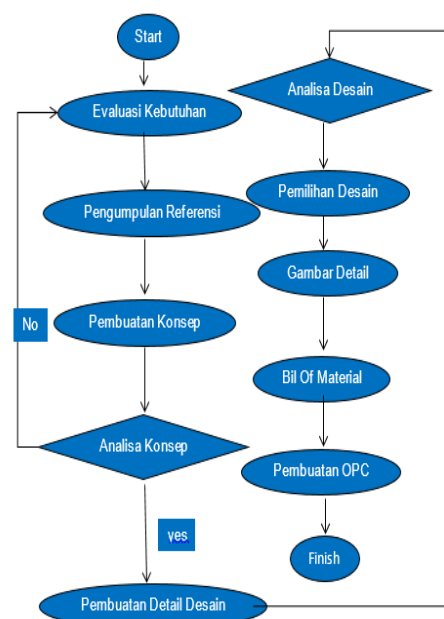 Start
Evaluasi Kebutuhan
Pengumpulan Referensi
Pembuatan Konsep
No
Analisa Konsep
yes
Pembuatan Detail Desain
Analisa Desain
Pemilihan Desain
Gambar Detail
Bil Of Material
Pembuatan OPC
Finish